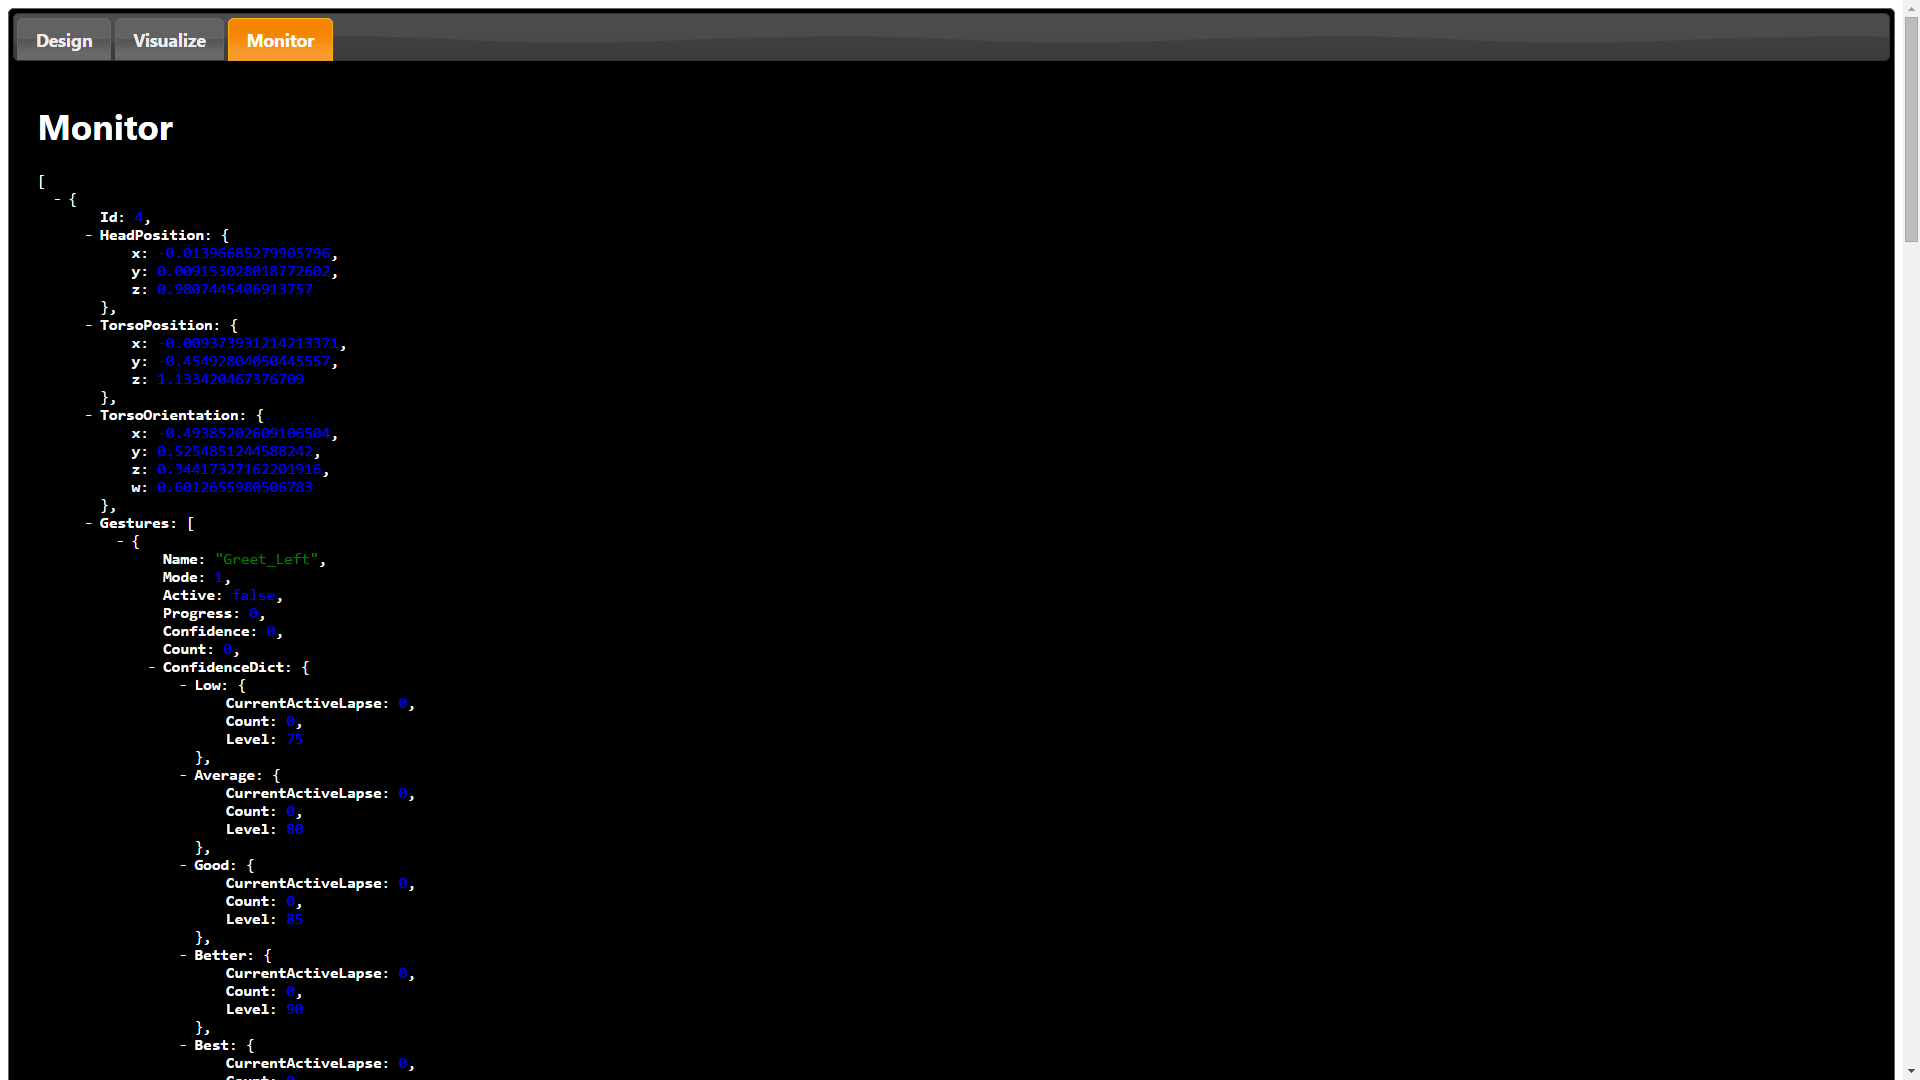 Design Visualize Monitor
Monitor
[
- {
Id: 4,
- HeadPosition: {
x: -0.01396685279905796,
y: 0.009153028018772602,
z: 0.9807445406913757
},
- TorsoPosition: {
x: -0.009373931214213371,
y: -0.45492804050445557,
z: 1.133420467376709
},
- TorsoOrientation: {
x: -0.49385202609106504,
y: 0.5254851244588242,
z: 0.34417327162201916,
w: 0.6012655980506783
},
- Gestures: [
- {
Name: "Greet_Left",
Mode: 1,
Active: false,
Progress: 0,
Confidence: 0,
Count: 0,
- ConfidenceDict: {
- Low: {
CurrentActiveLapse: 0,
Count: 0,
Level: 75
},
- Average: {
CurrentActiveLapse: 0,
Count: 0,
Level: 80
},
- Good: {
CurrentActiveLapse: 0,
Count: 0,
Level: 85
},
- Better: {
CurrentActiveLapse: 0,
Count: 0,
Level: 90
},
- Best: {
CurrentActiveLapse: 0,